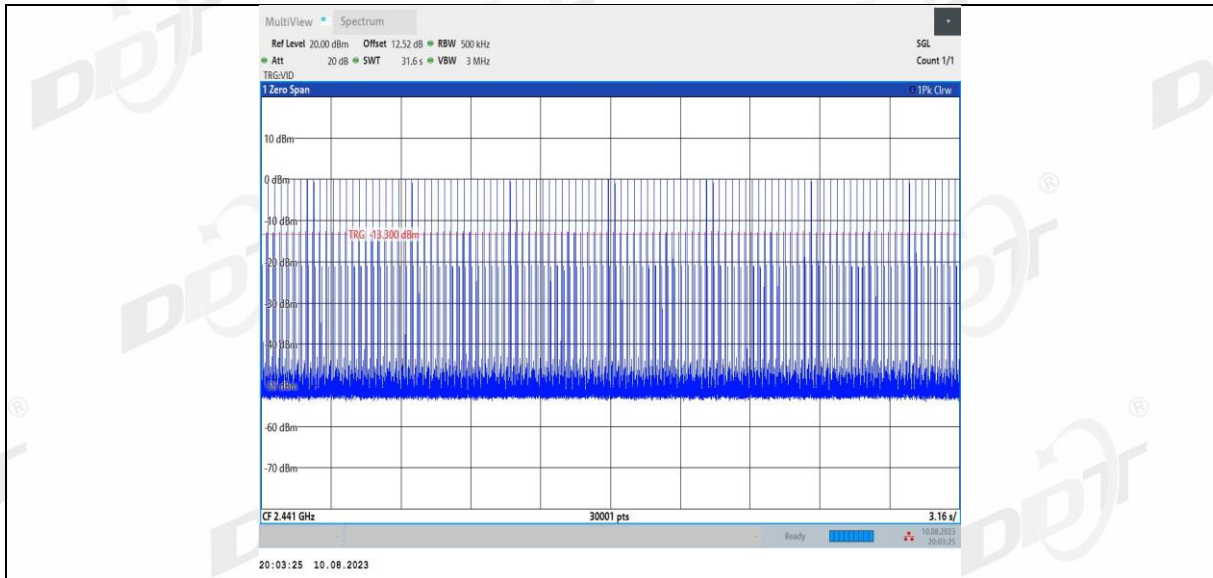 MultiView Spectrum
Ref Level 20.00 dBm Offset 12.52 dB RBW 500 kHz SGL
Att 20 dB SWT 31.6 s VBW 3 MHz Count 1/1
TRG:VID
1 Zero Span 1Pk Clrw
10 dBm
0 dBm
-10 dBm
TRG -13.300 dBm
-20 dBm
-30 dBm
-40 dBm
-50 dBm
-60 dBm
-70 dBm
CF 2.441 GHz 30001 pts 3.16 s/
Ready 10.08.2023
20:03:25
20:03:25 10.08.2023
DDT
®
DDT
®
DDT
®